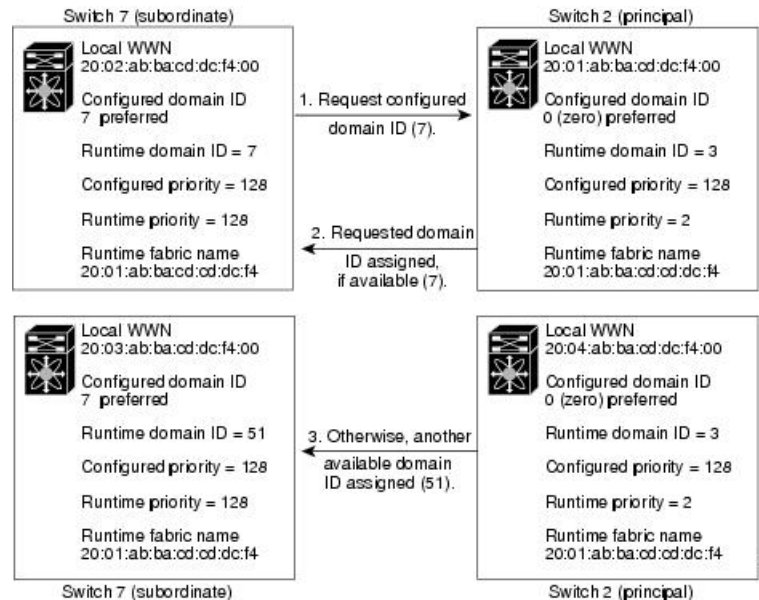 Switch 7 (subordinate)
Local WWN
20:02:ab:ba:cd:dc:f4:00
Configured domain ID
7 preferred
Runtime domain ID = 7
Configured priority = 128
Runtime priority = 128
Runtime fabric name
20:01:ab:ba:cd:cd:dc:f4
1. Request configured
domain ID (7).
2. Requested domain
ID assigned,
if available (7).
Switch 2 (principal)
Local WWN
20:01:ab:ba:cd:dc:f4:00
Configured domain ID
0 (zero) preferred
Runtime domain ID = 3
Configured priority = 128
Runtime priority = 2
Runtime fabric name
20:01:ab:ba:cd:cd:dc:f4
Local WWN
20:03:ab:ba:cd:dc:f4:00
Configured domain ID
7 preferred
Runtime domain ID = 51
Configured priority = 128
Runtime priority = 128
Runtime fabric name
20:01:ab:ba:cd:cd:dc:f4
Switch 7 (subordinate)
3. Otherwise, another
available domain
ID assigned (51).
Local WWN
20:04:ab:ba:cd:dc:f4:00
Configured domain ID
0 (zero) preferred
Runtime domain ID = 3
Configured priority = 128
Runtime priority = 2
Runtime fabric name
20:01:ab:ba:cd:cd:dc:f4
Switch 2 (principal)